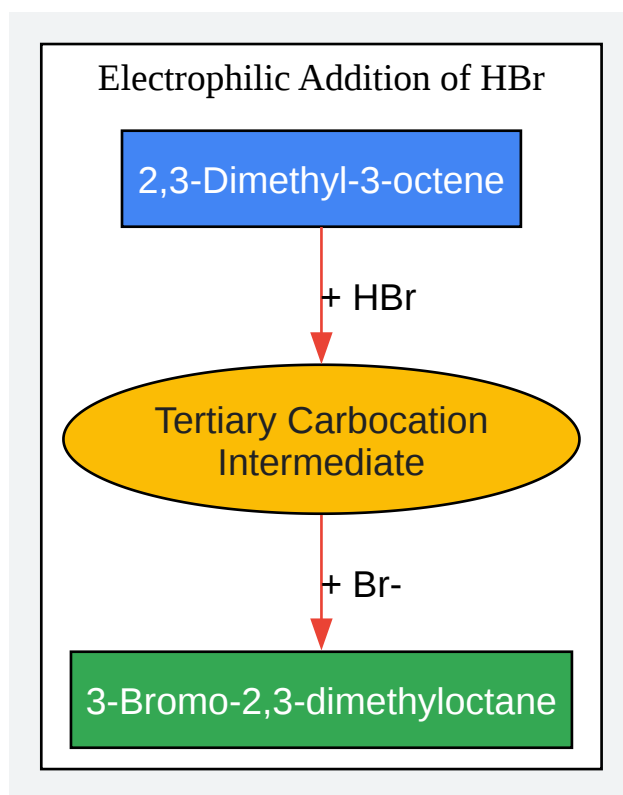 Electrophilic Addition of HBr
2,3-Dimethyl-3-octene
+ HBr
Tertiary Carbocation
Intermediate
+ Br-
3-Bromo-2,3-dimethyloctane